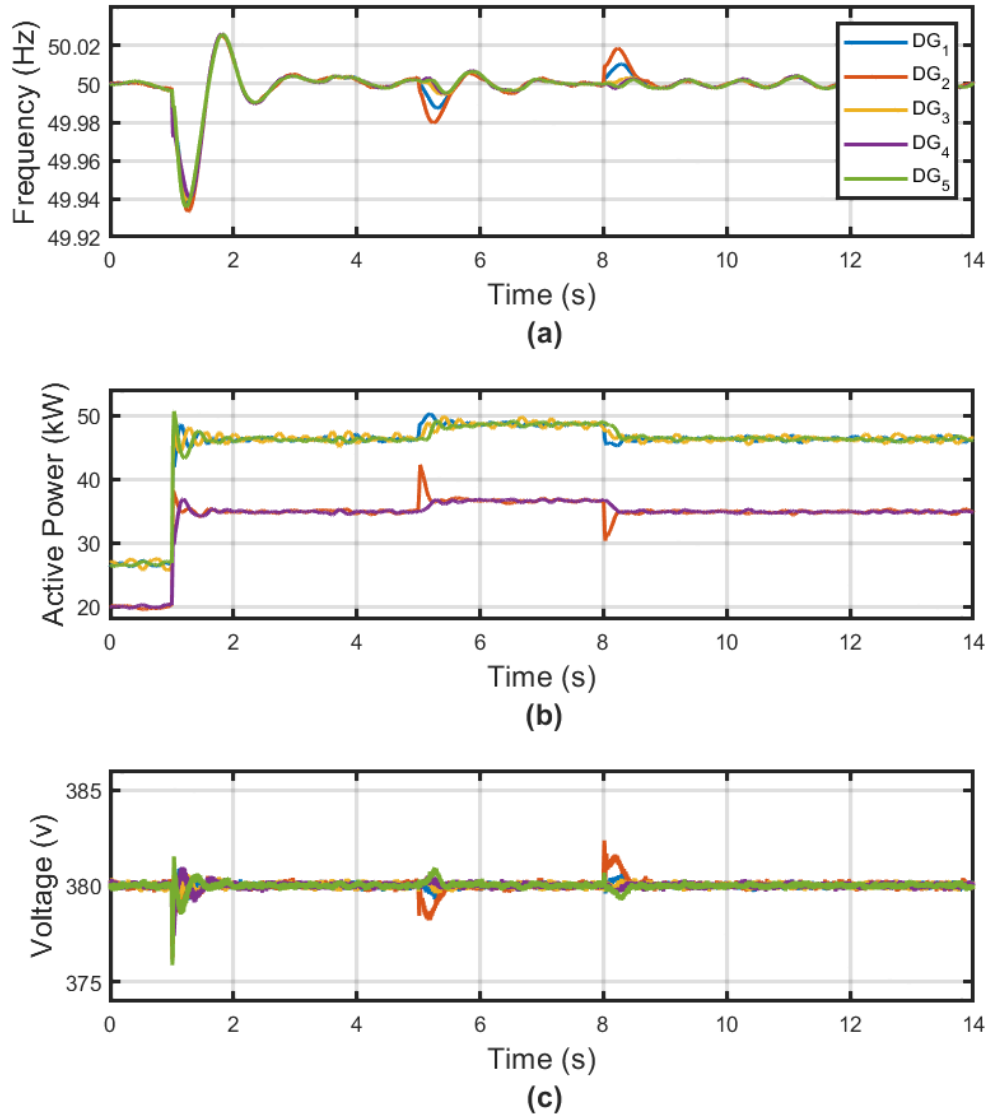 Frequency (Hz)
50.02
50
49.98
49.96
49.94
49.92
0 2 4 6 8 10 12 14
DG1
DG2
DG3
DG4
DG5
Time (s)
(a)
Active Power (kW)
50
40
30
20
0 2 4 6 8 10 12 14
Time (s)
(b)
Voltage (v)
385
380
375
0 2 4 6 8 10 12 14
Time (s)
(c)